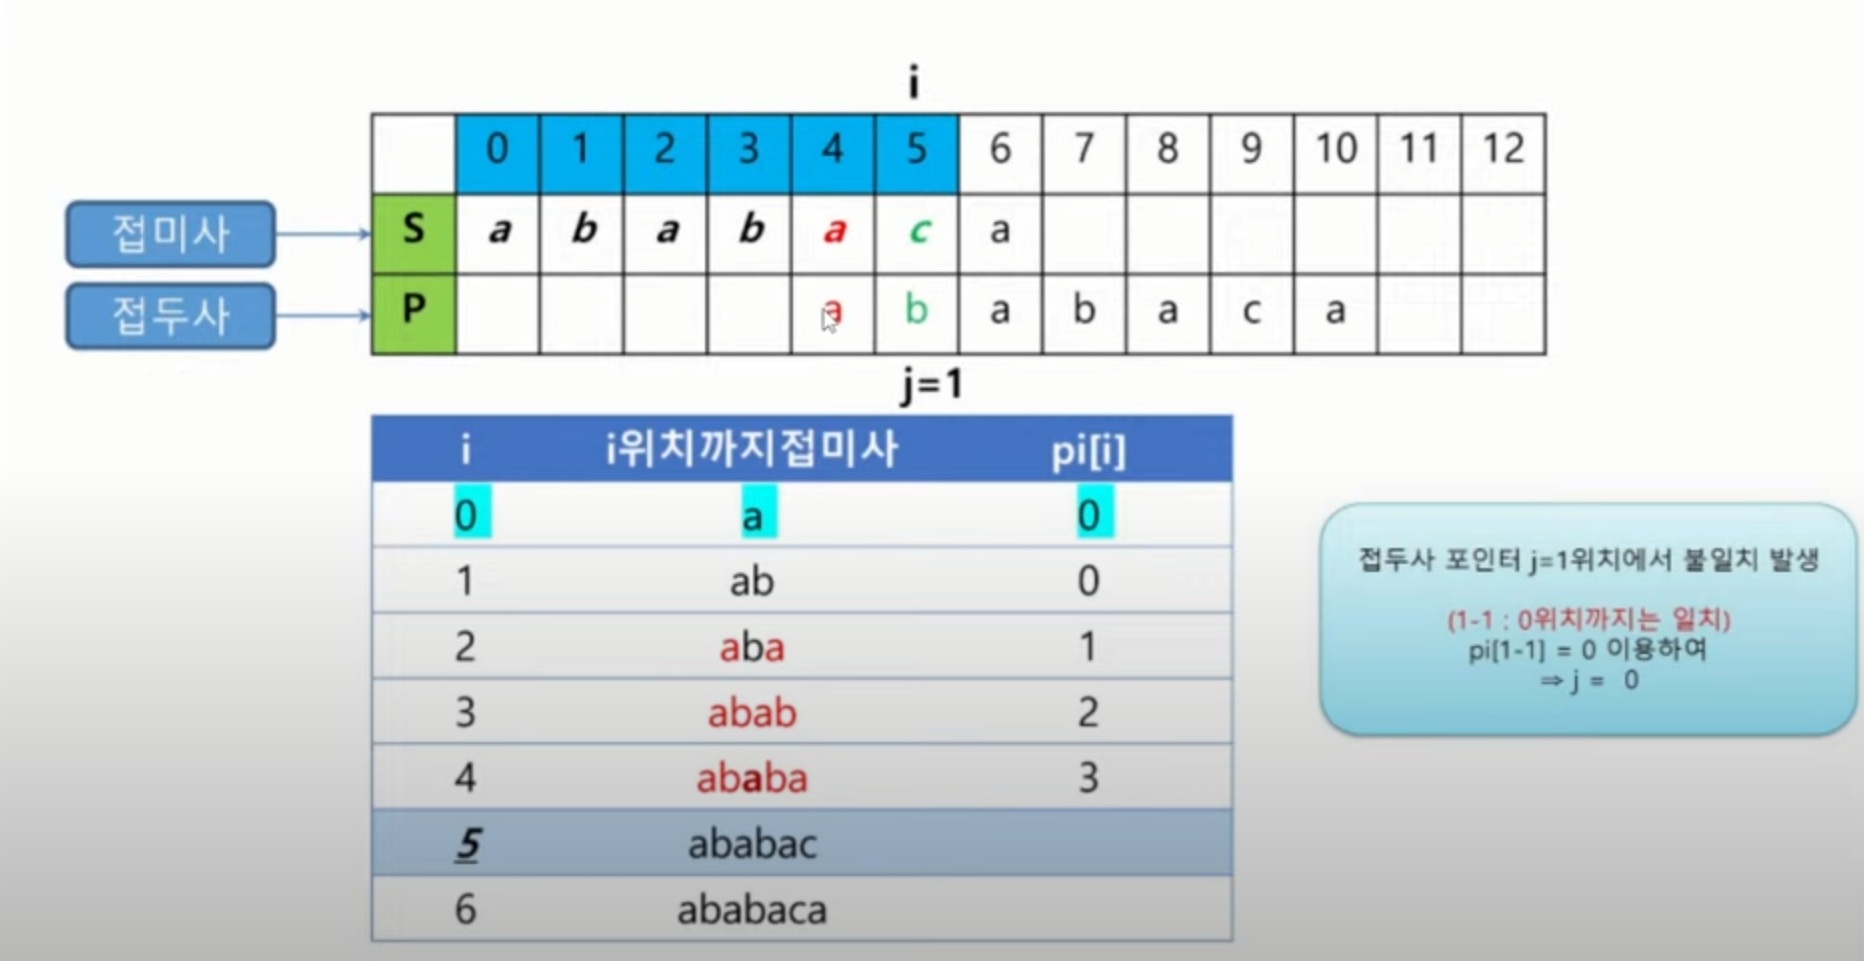 i
0 1 2 3 4 5 6 7 8 9 10 11 12
접미사 S a b a b a c a
접두사 P a b a b a c a
j=1
i i위치까지접미사 pi[i]
0 a 0
1 ab 0
2 aba 1
3 abab 2
4 ababa 3
5 ababac
6 ababaca
접두사 포인터 j=1위치에서 불일치 발생
(1-1 : 0위치까지는 일치)
pi[1-1] = 0 이용하여
⇒ j = 0